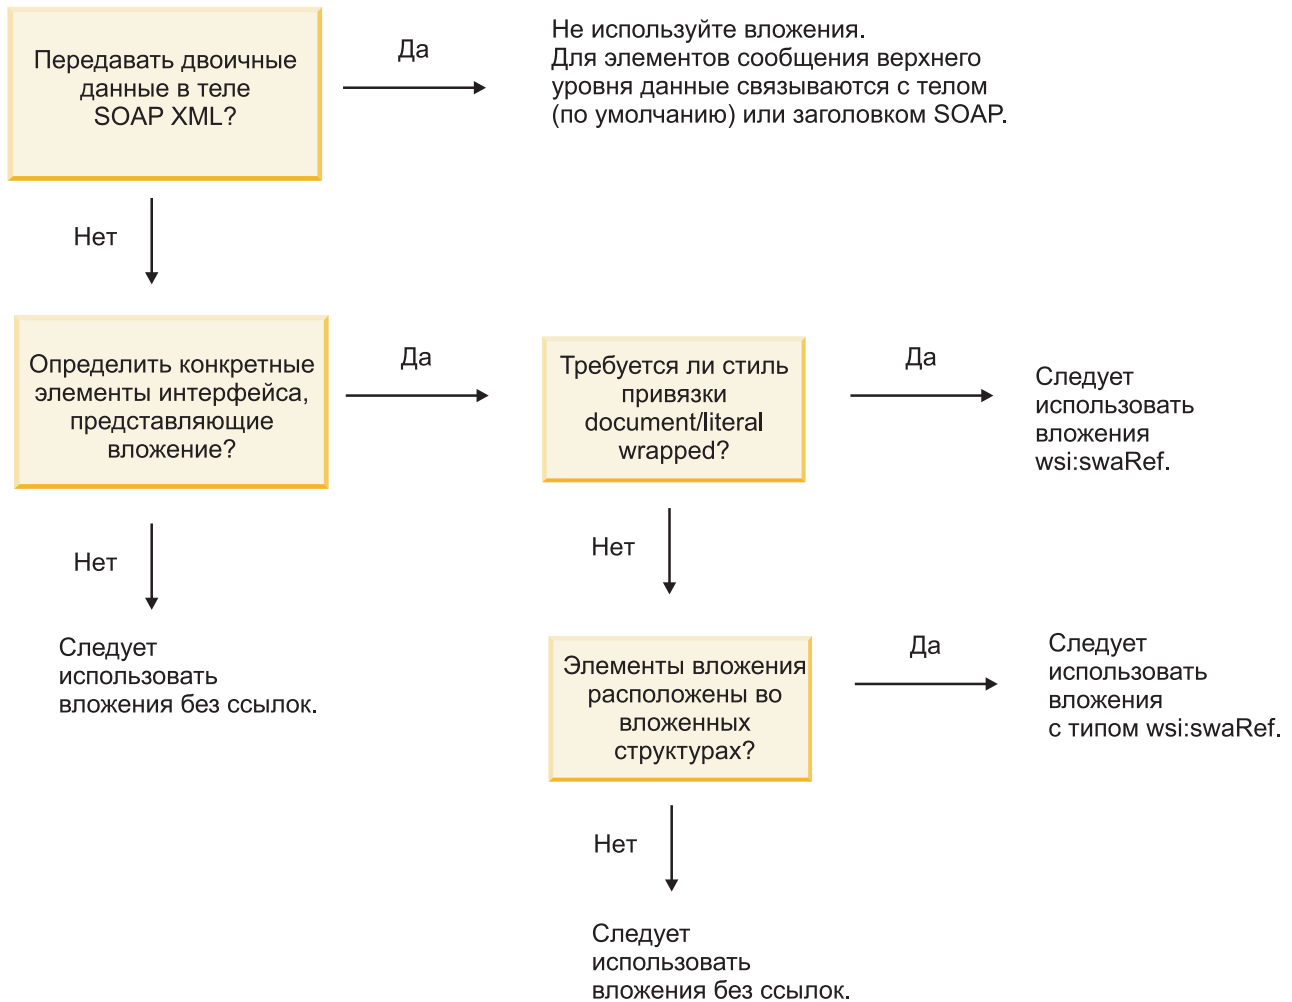 Передавать двоичные
данные в теле
SOAP XML?
Да
Не используйте вложения.
Для элементов сообщения верхнего
уровня данные связываются с телом
(по умолчанию) или заголовком SOAP.
Нет
Определить конкретные
элементы интерфейса,
представляющие
вложение?
Да
Требуется ли стиль
привязки
document/literal
wrapped?
Да
Следует
использовать
вложения
wsi:swaRef.
Нет
Следует
использовать
вложения без ссылок.
Нет
Элементы вложения
расположены во
вложенных
структурах?
Да
Следует
использовать
вложения
с типом wsi:swaRef.
Нет
Следует
использовать
вложения без ссылок.